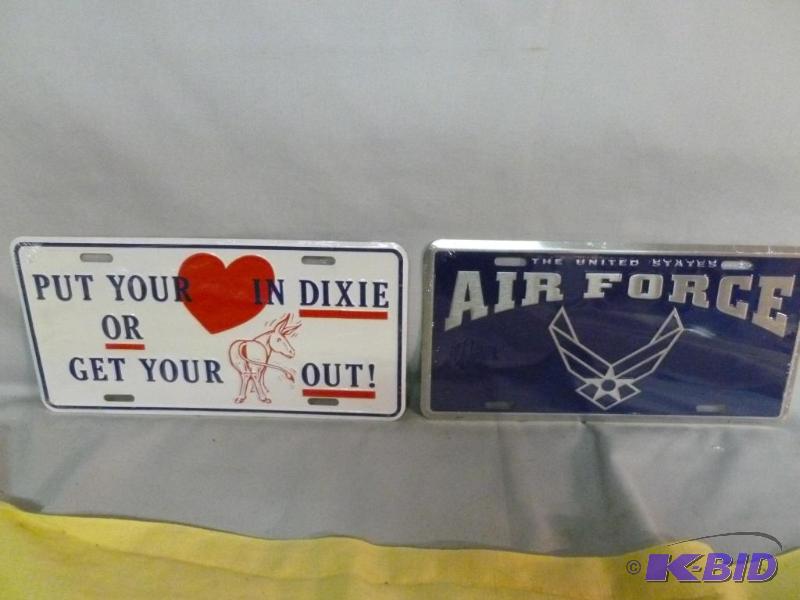 PUT YOUR IN DIXIE
OR
GET YOUR OUT!
THE UNITED STATES
AIR FORCE
© K-BID